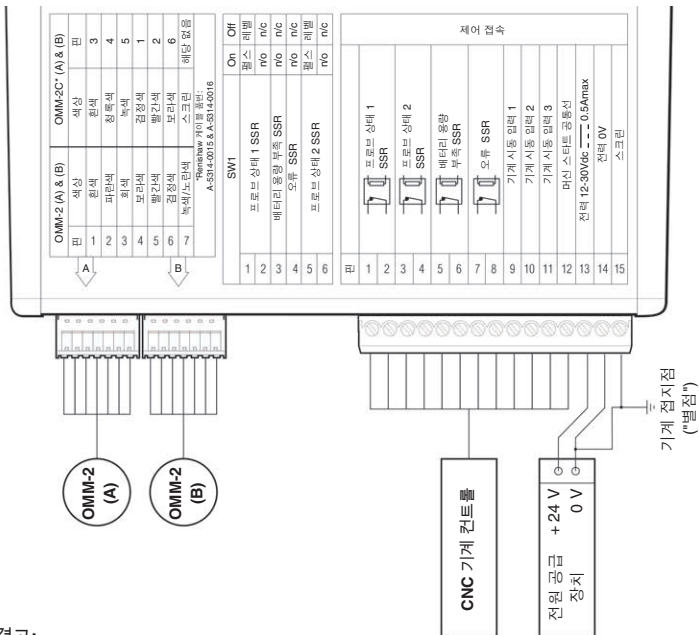 OMM-2 (A) & (B) OMM-2C* (A) & (B)
핀 색상 색상 핀
1 흰색 흰색 3
2 파란색 청록색 4
3 회색 녹색 5
4 보라색 검정색 1
5 빨간색 빨간색 2
6 검정색 보라색 6
7 녹색/노란색 스크린 해당 없음
*Renishaw 케이블 품번:
A-5314-0015 & A-5314-0016
A
B
SW1 On Off
1 프로브 상태 1 SSR 펄스 레벨
2 n/o n/c
3 배터리 용량 부족 SSR n/o n/c
4 오류 SSR n/o n/c
5 프로브 상태 2 SSR 펄스 레벨
6 n/o n/c
핀 제어 접속
1 프로브 상태 1
2 SSR
3 프로브 상태 2
4 SSR
5 배터리 용량
6 부족 SSR
7 오류 SSR
8
9 기계 시동 입력 1
10 기계 시동 입력 2
11 기계 시동 입력 3
12 머신 스타트 공통선
13 전력 12-30Vdc 0.5Amax
14 전력 0V
15 스크린
OMM-2
(A)
OMM-2
(B)
CNC 기계 컨트롤
전원 공급
장치
+ 24 V
0 V
기계 접지점
("별점")